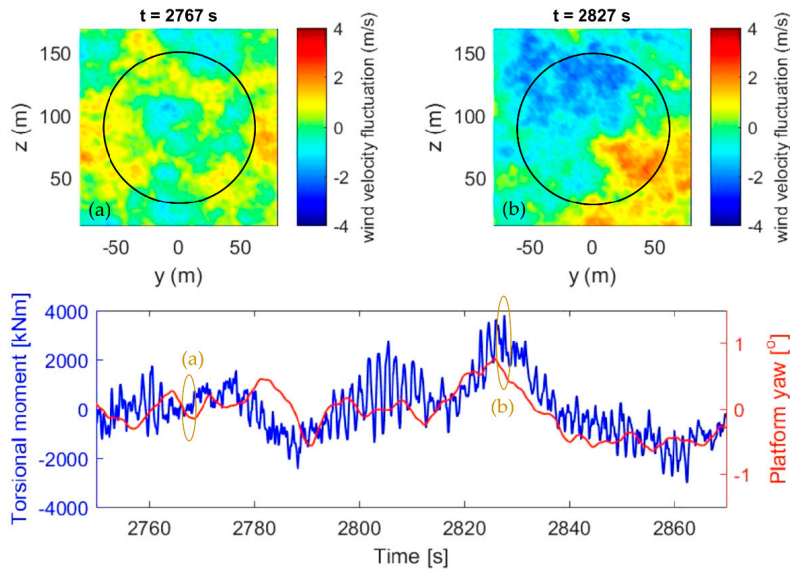 t = 2767 s
150
100
50
z (m)
-50 0 50
y (m)
(a)
4
2
0
-2
-4
wind velocity fluctuation (m/s)
t = 2827 s
150
100
50
z (m)
-50 0 50
y (m)
(b)
4
2
0
-2
-4
wind velocity fluctuation (m/s)
Torsional moment [kNm]
4000
2000
0
-2000
-4000
(a)
(b)
1
0
-1
Platform yaw [°]
2760 2780 2800 2820 2840 2860
Time [s]